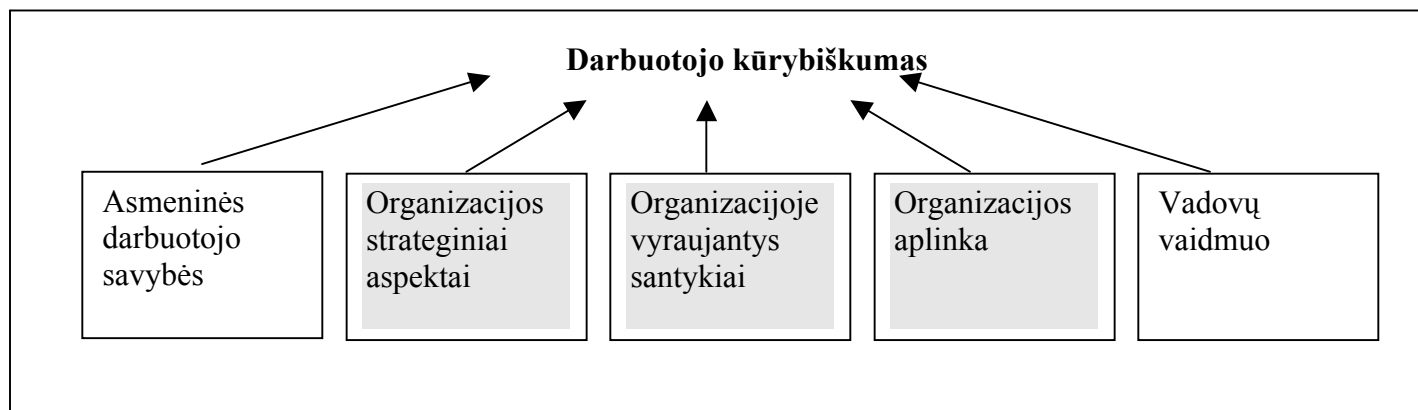 Darbuotojo kūrybiškumas
Asmeninės
darbuotojo
savybės
Organizacijos
strateginiai
aspektai
Organizacijoje
vyraujantys
santykiai
Organizacijos
aplinka
Vadovų
vaidmuo